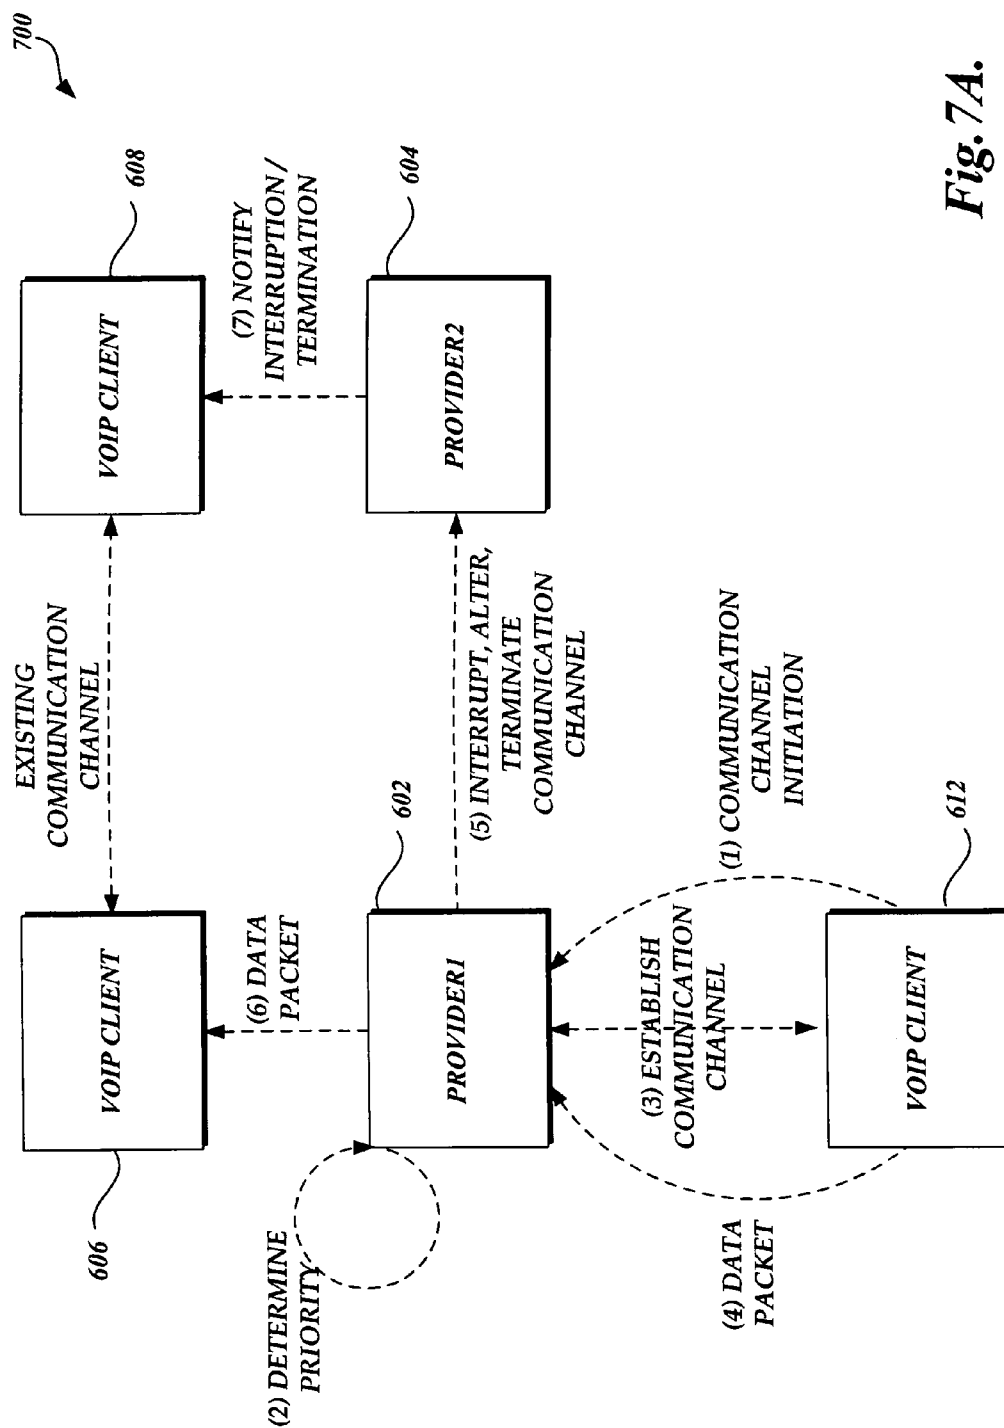 700
EXISTING
COMMUNICATION
CHANNEL
606
VOIP CLIENT
VOIP CLIENT
608
(2) DETERMINE
PRIORITY
(6) DATA
PACKET
(7) NOTIFY
INTERRUPTION/
TERMINATION
602
PROVIDER1
(5) INTERRUPT, ALTER,
TERMINATE
COMMUNICATION
CHANNEL
PROVIDER2
604
(4) DATA
PACKET
(3) ESTABLISH
COMMUNICATION
CHANNEL
(1) COMMUNICATION
CHANNEL
INITIATION
VOIP CLIENT
612
Fig.7A.